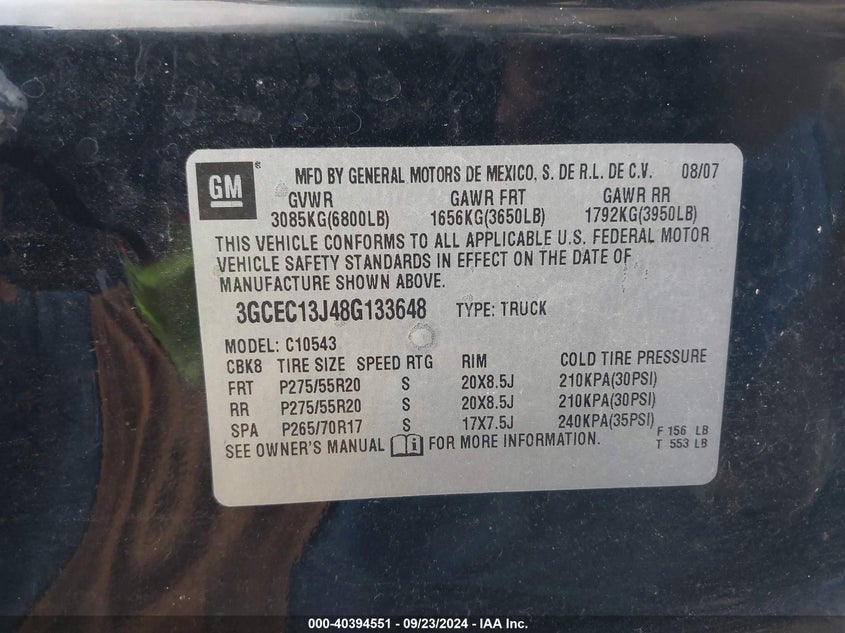 GM
®
MFD BY GENERAL MOTORS DE MEXICO, S. DE R.L. DE C.V. 08/07
GVWR GAWR FRT GAWR RR
3085KG(6800LB) 1656KG(3650LB) 1792KG(3950LB)
THIS VEHICLE CONFORMS TO ALL APPLICABLE U.S. FEDERAL MOTOR
VEHICLE SAFETY STANDARDS IN EFFECT ON THE DATE OF
MANUFACTURE SHOWN ABOVE.
3GCEC13J48G133648 TYPE: TRUCK
MODEL: C10543
CBK8 TIRE SIZE SPEED RTG RIM COLD TIRE PRESSURE
FRT P275/55R20 S 20X8.5J 210KPA(30PSI)
RR P275/55R20 S 20X8.5J 210KPA(30PSI)
SPA P265/70R17 S 17X7.5J 240KPA(35PSI)
F 156 LB
SEE OWNER'S MANUAL i FOR MORE INFORMATION.
T 553 LB
000-40394551 / 09/23/2024 - IAA Inc.